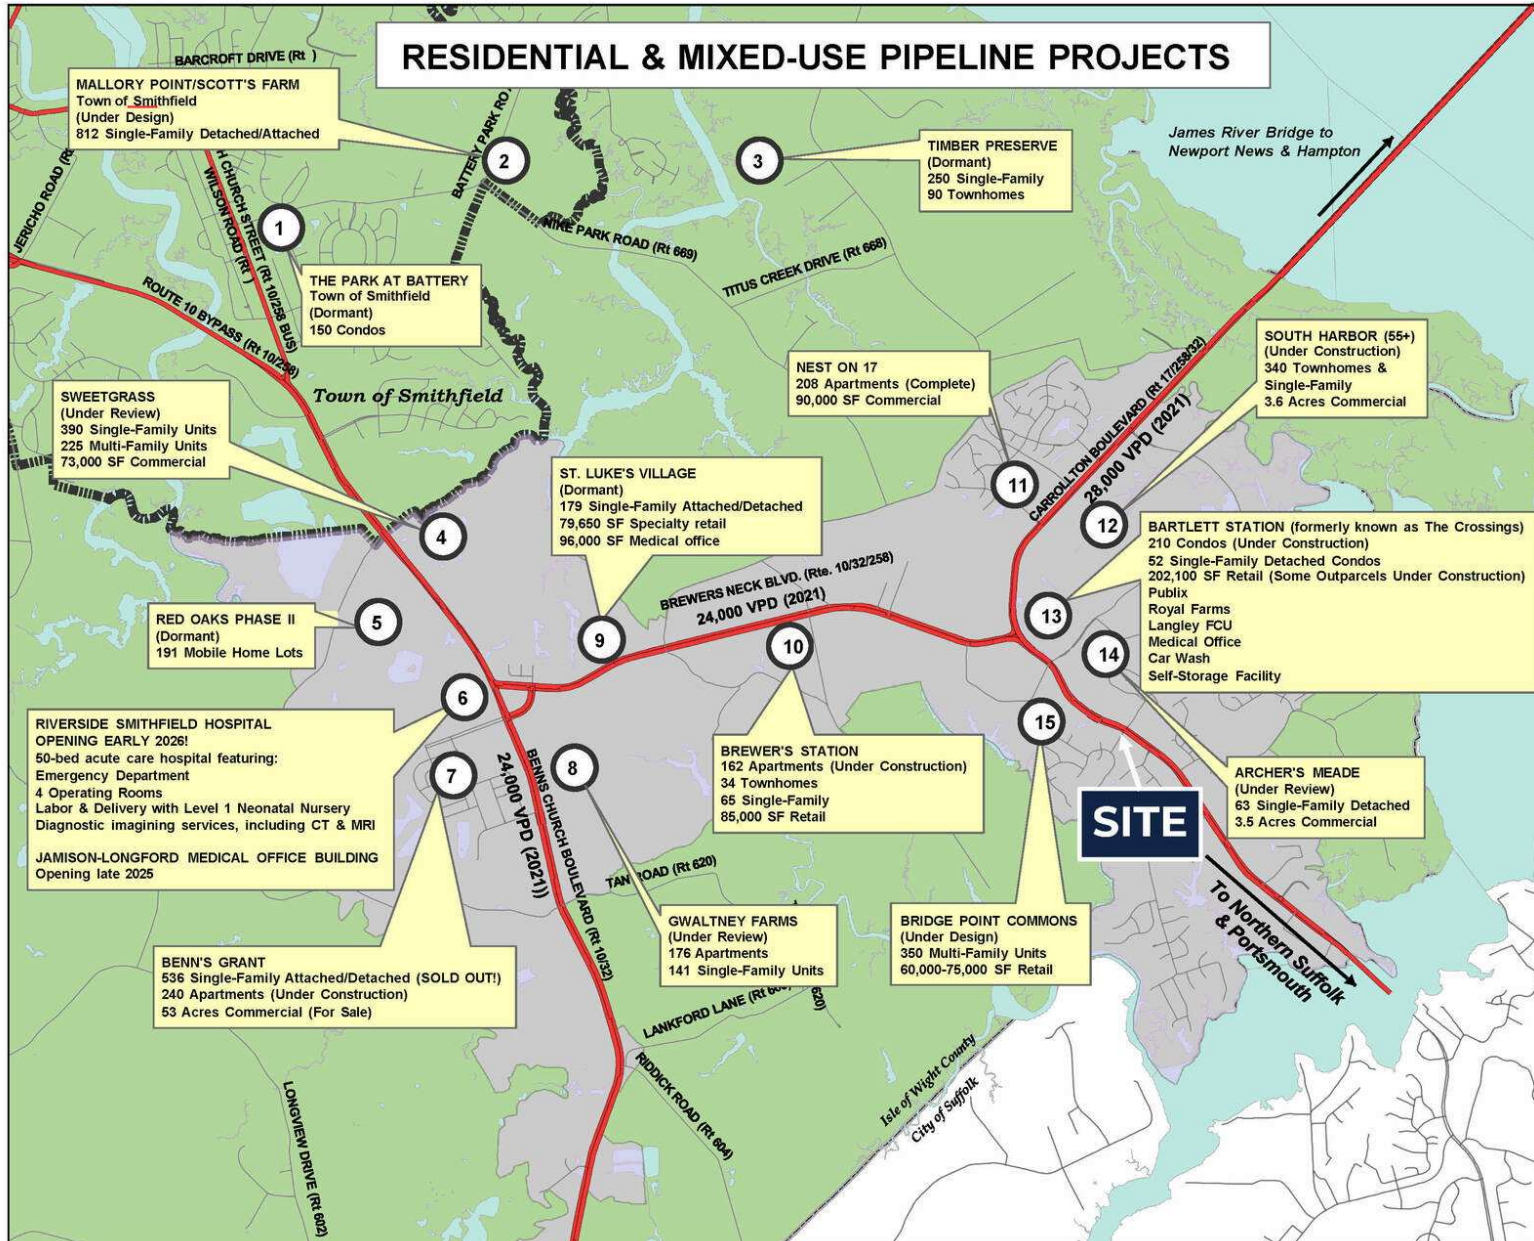 RESIDENTIAL & MIXED-USE PIPELINE PROJECTS
BARCROFT DRIVE (Rt )
MALLORY POINT/SCOTT'S FARM
Town of Smithfield
(Under Design)
812 Single-Family Detached/Attached
BATTERY PARK
JERICHO ROAD
CHURCH STREET (Rt 10/258 BUS)
WILSON ROAD (Rt )
1
2
3
TIMBER PRESERVE
(Dormant)
250 Single-Family
90 Townhomes
James River Bridge to
Newport News & Hampton
NIKE PARK ROAD (Rt 669)
TITUS CREEK DRIVE (Rt 668)
THE PARK AT BATTERY
Town of Smithfield
(Dormant)
150 Condos
ROUTE 10 BYPASS (Rt 10/258)
Town of Smithfield
SWEETGRASS
(Under Review)
390 Single-Family Units
225 Multi-Family Units
73,000 SF Commercial
NEST ON 17
208 Apartments (Complete)
90,000 SF Commercial
SOUTH HARBOR (55+)
(Under Construction)
340 Townhomes &
Single-Family
3.6 Acres Commercial
CARROLLTON BOULEVARD (Rt 17/258/32)
28,000 VPD (2021)
11
12
4
ST. LUKE'S VILLAGE
(Dormant)
179 Single-Family Attached/Detached
79,650 SF Specialty retail
96,000 SF Medical office
BARTLETT STATION (formerly known as The Crossings)
210 Condos (Under Construction)
52 Single-Family Detached Condos
202,100 SF Retail (Some Outparcels Under Construction)
Publix
Royal Farms
Langley FCU
Medical Office
Car Wash
Self-Storage Facility
BREWERS NECK BLVD. (Rte. 10/32/258)
24,000 VPD (2021)
RED OAKS PHASE II
(Dormant)
191 Mobile Home Lots
5
9
10
13
14
6
15
RIVERSIDE SMITHFIELD HOSPITAL
OPENING EARLY 2026!
50-bed acute care hospital featuring:
Emergency Department
4 Operating Rooms
Labor & Delivery with Level 1 Neonatal Nursery
Diagnostic imagining services, including CT & MRI
JAMISON-LONGFORD MEDICAL OFFICE BUILDING
Opening late 2025
7
8
BENNS CHURCH BOULEVARD (Rt 10/32)
24,000 VPD (2021))
BREWER'S STATION
162 Apartments (Under Construction)
34 Townhomes
65 Single-Family
85,000 SF Retail
ARCHER'S MEADE
(Under Review)
63 Single-Family Detached
3.5 Acres Commercial
SITE
TAN ROAD (Rt 620)
GWALTNEY FARMS
(Under Review)
176 Apartments
141 Single-Family Units
BRIDGE POINT COMMONS
(Under Design)
350 Multi-Family Units
60,000-75,000 SF Retail
To Northern Suffolk
& Portsmouth
BENN'S GRANT
536 Single-Family Attached/Detached (SOLD OUT!)
240 Apartments (Under Construction)
53 Acres Commercial (For Sale)
LANKFORD LANE
620)
RIDDICK ROAD (Rt 604)
Isle of Wight County
City of Suffolk
LONGVIEW DRIVE (Rt 602)